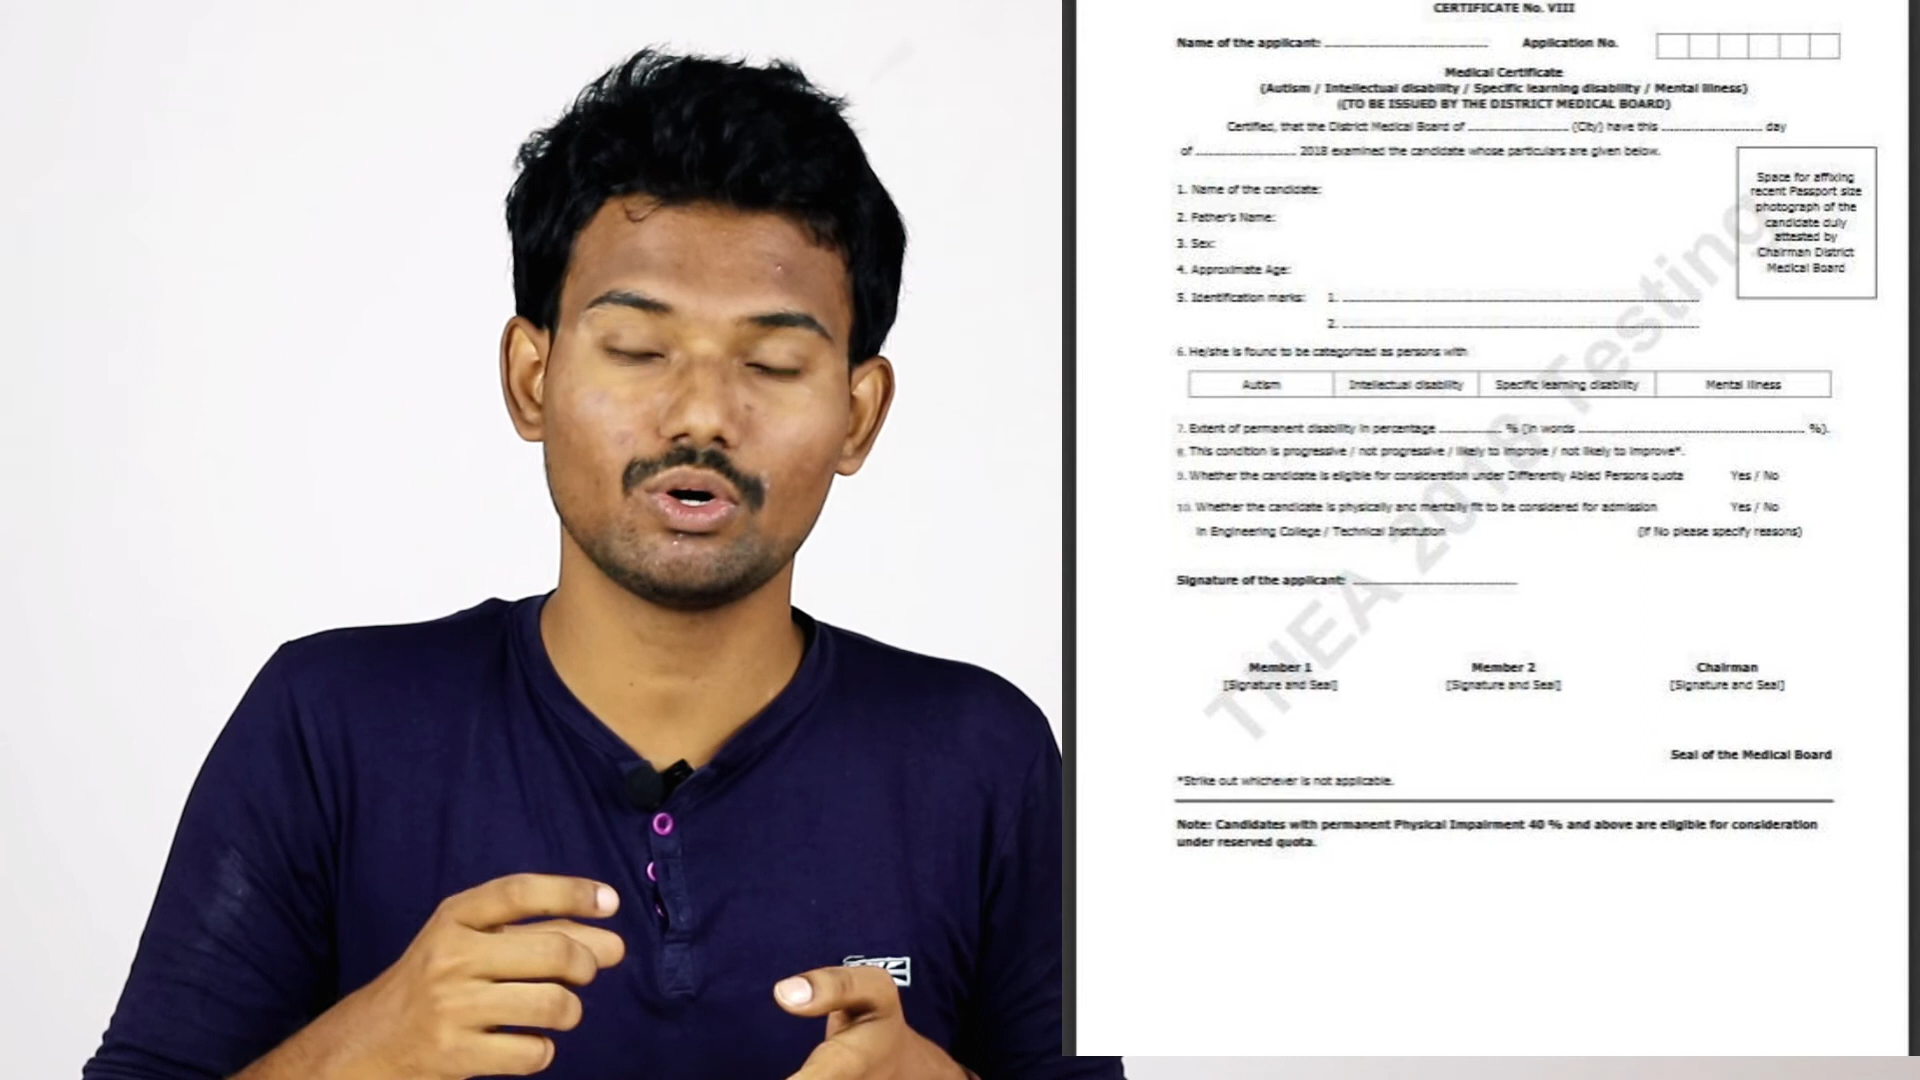 CERTIFICATE No. VIII
Name of the applicant: Application No.
Medical Certificate
(Autism / Intellectual disability / Specific learning disability / Mental illness)
((TO BE ISSUED BY THE DISTRICT MEDICAL BOARD)
Certified, that the District Medical Board of (City) have this day
of 2018 examined the candidate whose particulars are given below.
Space for affixing
recent Passport size
photograph of the
candidate duly
attested by
Chairman District
Medical Board
1. Name of the candidate:
2. Father's Name:
3. Sex:
4. Approximate Age:
5. Identification marks: 1.
2.
6. He/she is found to be categorized as persons with
Autism Intellectual disability Specific learning disability Mental illness
7. Extent of permanent disability in percentage % (in words %).
8. This condition is progressive / not progressive / likely to improve / not likely to improve*.
9. Whether the candidate is eligible for consideration under Differently Abled Persons quota Yes / No
10. Whether the candidate is physically and mentally fit to be considered for admission Yes / No
in Engineering College / Technical Institution (If No please specify reasons)
Signature of the applicant:
Member 1 Member 2 Chairman
[Signature and Seal] [Signature and Seal] [Signature and Seal]
Seal of the Medical Board
*Strike out whichever is not applicable.
Note: Candidates with permanent Physical Impairment 40 % and above are eligible for consideration
under reserved quota.
TNEA 2018 Testing